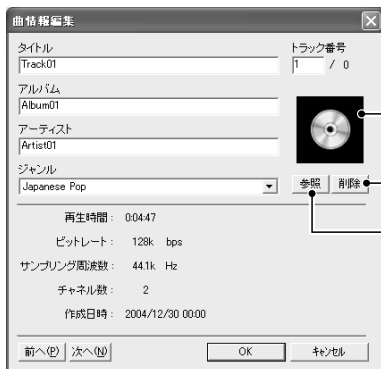 曲情報編集
タイトル
トラック番号
Track01
1 / 0
アルバム
Album01
アーティスト
Artist01
ジャンル
Japanese Pop
参照 削除
再生時間： 0:04:47
ビットレート： 128k bps
サンプリング周波数： 44.1k Hz
チャネル数： 2
作成日時： 2004/12/30 00:00
前へ(P) 次へ(N) OK キャンセル